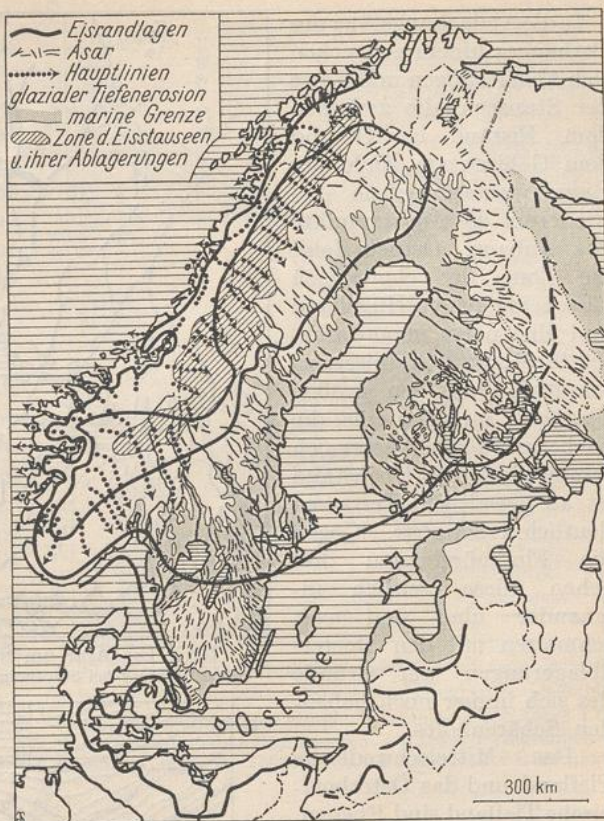 Eisrandlagen
Åsar
Hauptlinien
glazialer Tiefenerosion
marine Grenze
Zone d. Eisstauseen
u. ihrer Ablagerungen
Ostsee
300 km